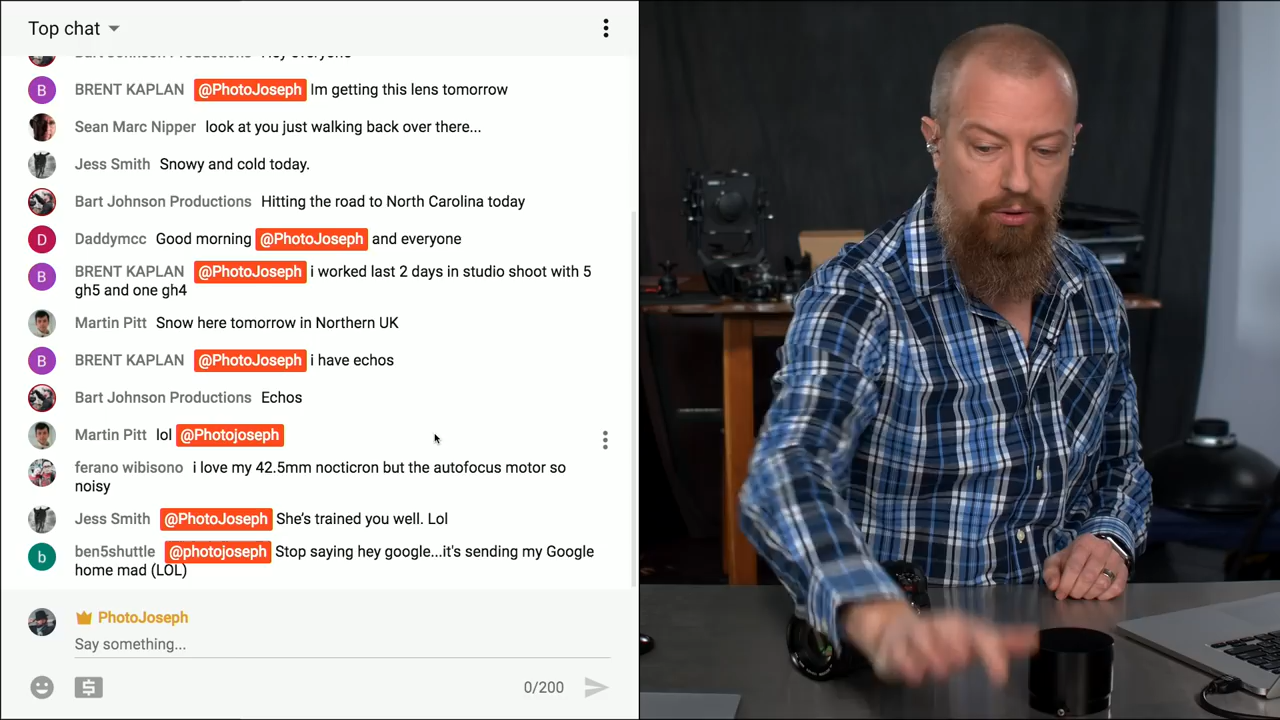 Top chat
Bart Johnson Productions Hey everyone
BRENT KAPLAN @PhotoJoseph Im getting this lens tomorrow
Sean Marc Nipper look at you just walking back over there...
Jess Smith Snowy and cold today.
Bart Johnson Productions Hitting the road to North Carolina today
D Daddymcc Good morning @PhotoJoseph and everyone
B BRENT KAPLAN @PhotoJoseph i worked last 2 days in studio shoot with 5
gh5 and one gh4
Martin Pitt Snow here tomorrow in Northern UK
B BRENT KAPLAN @PhotoJoseph i have echos
Bart Johnson Productions Echos
Martin Pitt lol @Photojoseph
ferano wibisono i love my 42.5mm nocticron but the autofocus motor so
noisy
Jess Smith @PhotoJoseph She's trained you well. Lol
b ben5shuttle @photojoseph Stop saying hey google...it's sending my Google
home mad (LOL)
PhotoJoseph
Say something...
$ 0/200